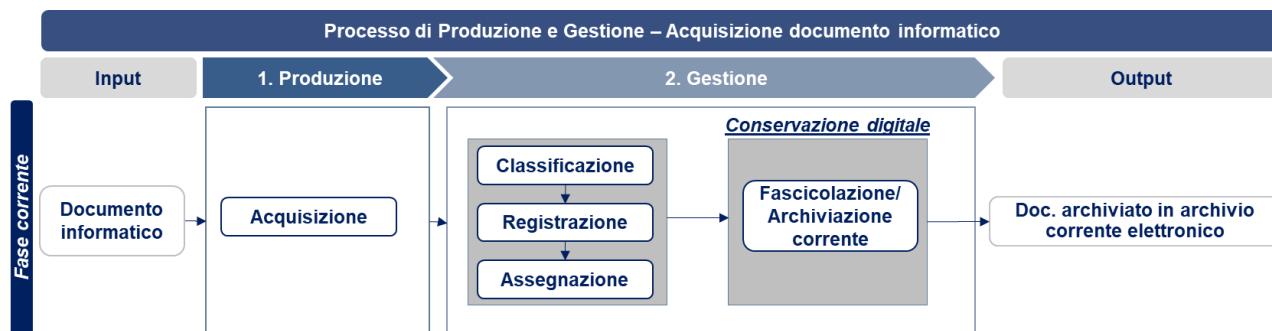 Processo di Produzione e Gestione – Acquisizione documento informatico
Input
1. Produzione
2. Gestione
Output
Fase corrente
Documento
informatico
Acquisizione
Classificazione
Registrazione
Assegnazione
Conservazione digitale
Fascicolazione/
Archiviazione
corrente
Doc. archiviato in archivio
corrente elettronico